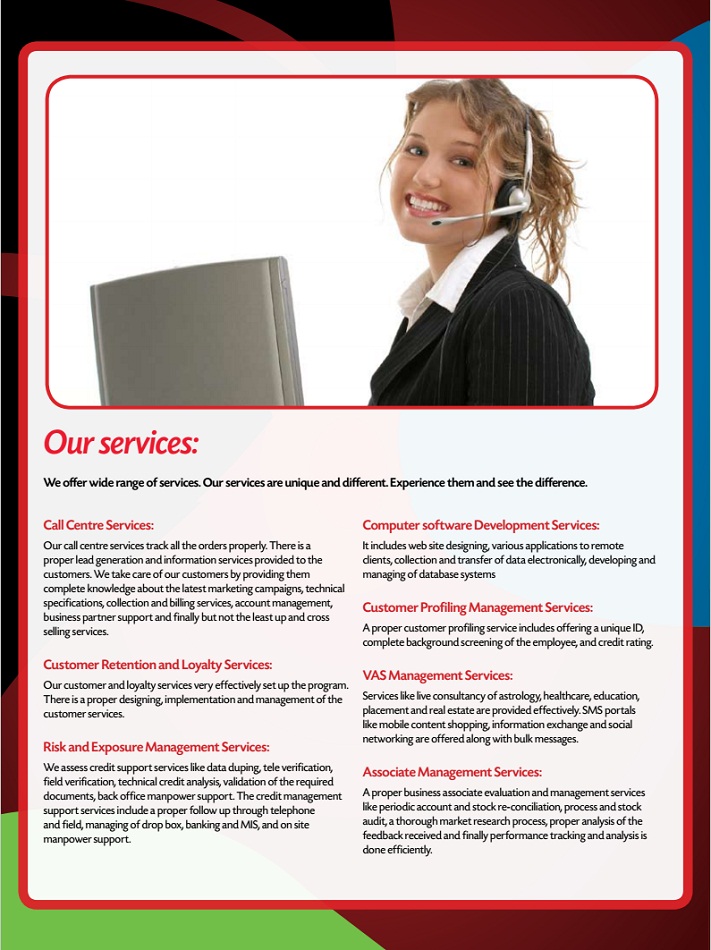 Our services:
We offer wide range of services. Our services are unique and different. Experience them and see the difference.
Call Centre Services:
Our call centre services track all the orders properly. There is a
proper lead generation and information services provided to the
customers. We take care of our customers by providing them
complete knowledge about the latest marketing campaigns, technical
specifications, collection and billing services, account management,
business partner support and finally but not the least up and cross
selling services.
Customer Retention and Loyalty Services:
Our customer and loyalty services very effectively set up the program.
There is a proper designing, implementation and management of the
customer services.
Risk and Exposure Management Services:
We assess credit support services like data duping, tele verification,
field verification, technical credit analysis, validation of the required
documents, back office manpower support. The credit management
support services include a proper follow up through telephone
and field, managing of drop box, banking and MIS, and on site
manpower support.
Computer software Development Services:
It includes web site designing, various applications to remote
clients, collection and transfer of data electronically, developing and
managing of database systems
Customer Profiling Management Services:
A proper customer profiling service includes offering a unique ID,
complete background screening of the employee, and credit rating.
VAS Management Services:
Services like live consultancy of astrology, healthcare, education,
placement and real estate are provided effectively. SMS portals
like mobile content shopping, information exchange and social
networking are offered along with bulk messages.
Associate Management Services:
A proper business associate evaluation and management services
like periodic account and stock re-conciliation, process and stock
audit, a thorough market research process, proper analysis of the
feedback received and finally performance tracking and analysis is
done efficiently.